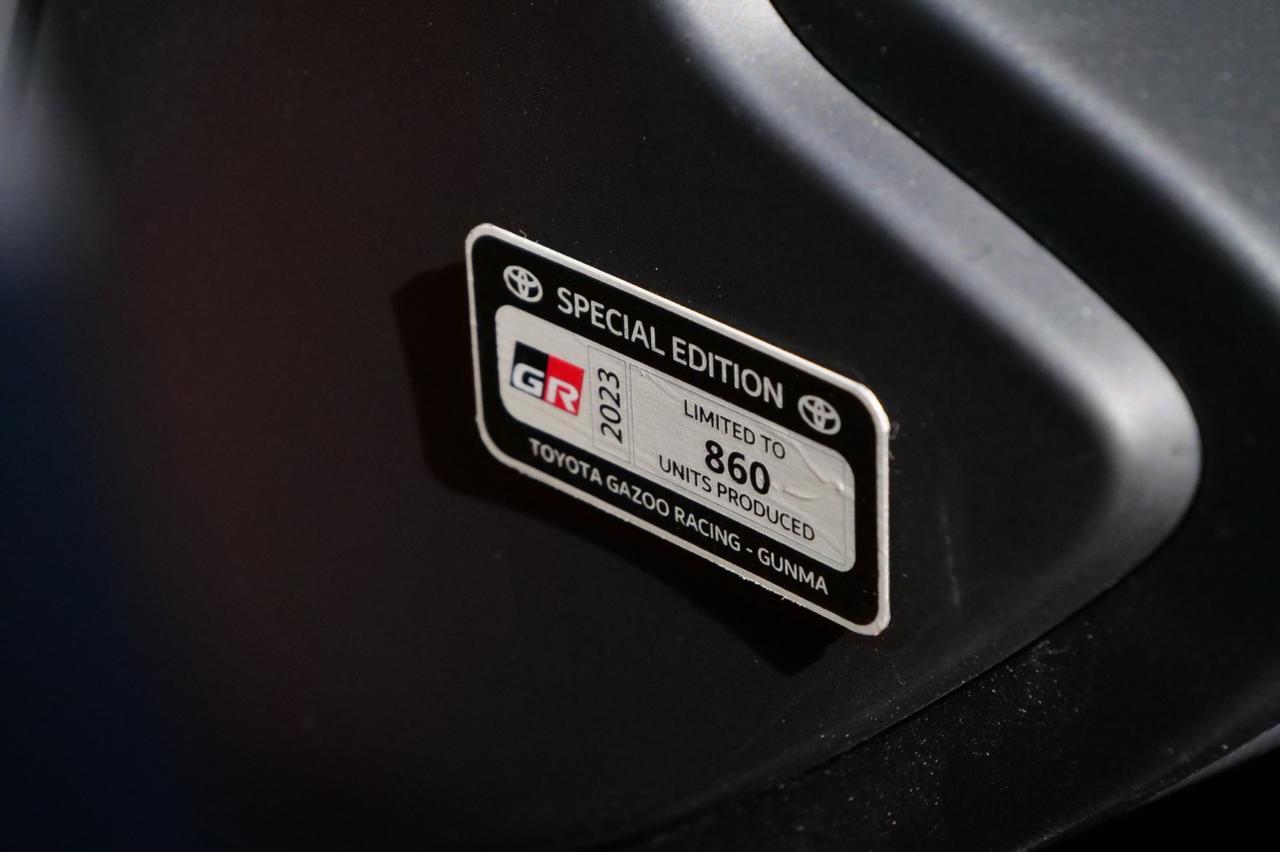 SPECIAL EDITION
GR
2023
LIMITED TO
860
UNITS PRODUCED
TOYOTA GAZOO RACING - GUNMA